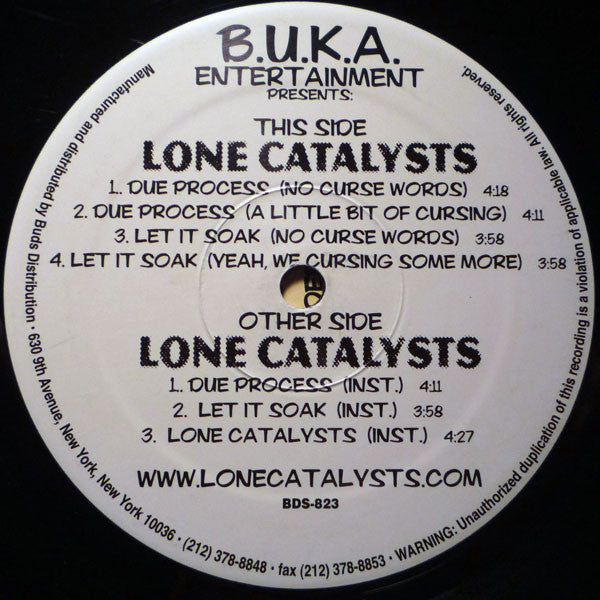 B.U.K.A.
ENTERTAINMENT
PRESENTS:
THIS SIDE
LONE CATALYSTS
1. DUE PROCESS (NO CURSE WORDS) 4:18
2. DUE PROCESS (A LITTLE BIT OF CURSING) 4:11
3. LET IT SOAK (NO CURSE WORDS) 3:58
4. LET IT SOAK (YEAH, WE CURSING SOME MORE) 3:58
OTHER SIDE
LONE CATALYSTS
1. DUE PROCESS (INST.) 4:11
2. LET IT SOAK (INST.) 3:58
3. LONE CATALYSTS (INST.) 4:27
WWW.LONECATALYSTS.COM
BDS-823
Manufactured and distributed by Buds Distribution · 630 9th Avenue, New York, New York 10036 · (212) 378-8848 · fax (212) 378-8853 · WARNING: Unauthorized duplication of this recording is a violation of applicable law. All rights reserved.